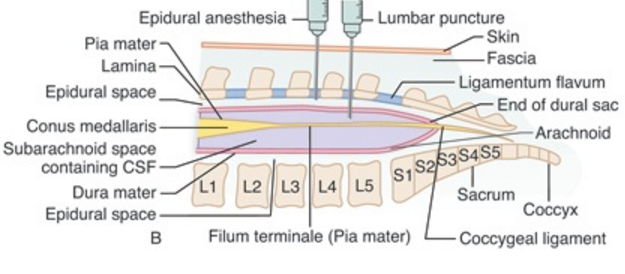 Epidural anesthesia
Lumbar puncture
Pia mater
Skin
Lamina
Fascia
Epidural space
Ligamentum flavum
End of dural sac
Conus medallaris
Arachnoid
Subarachnoid space
containing CSF
Dura mater
Epidural space
L1 L2 L3 L4 L5 S1 S2 S3 S4 S5
Sacrum
Coccyx
B
Filum terminale (Pia mater)
Coccygeal ligament